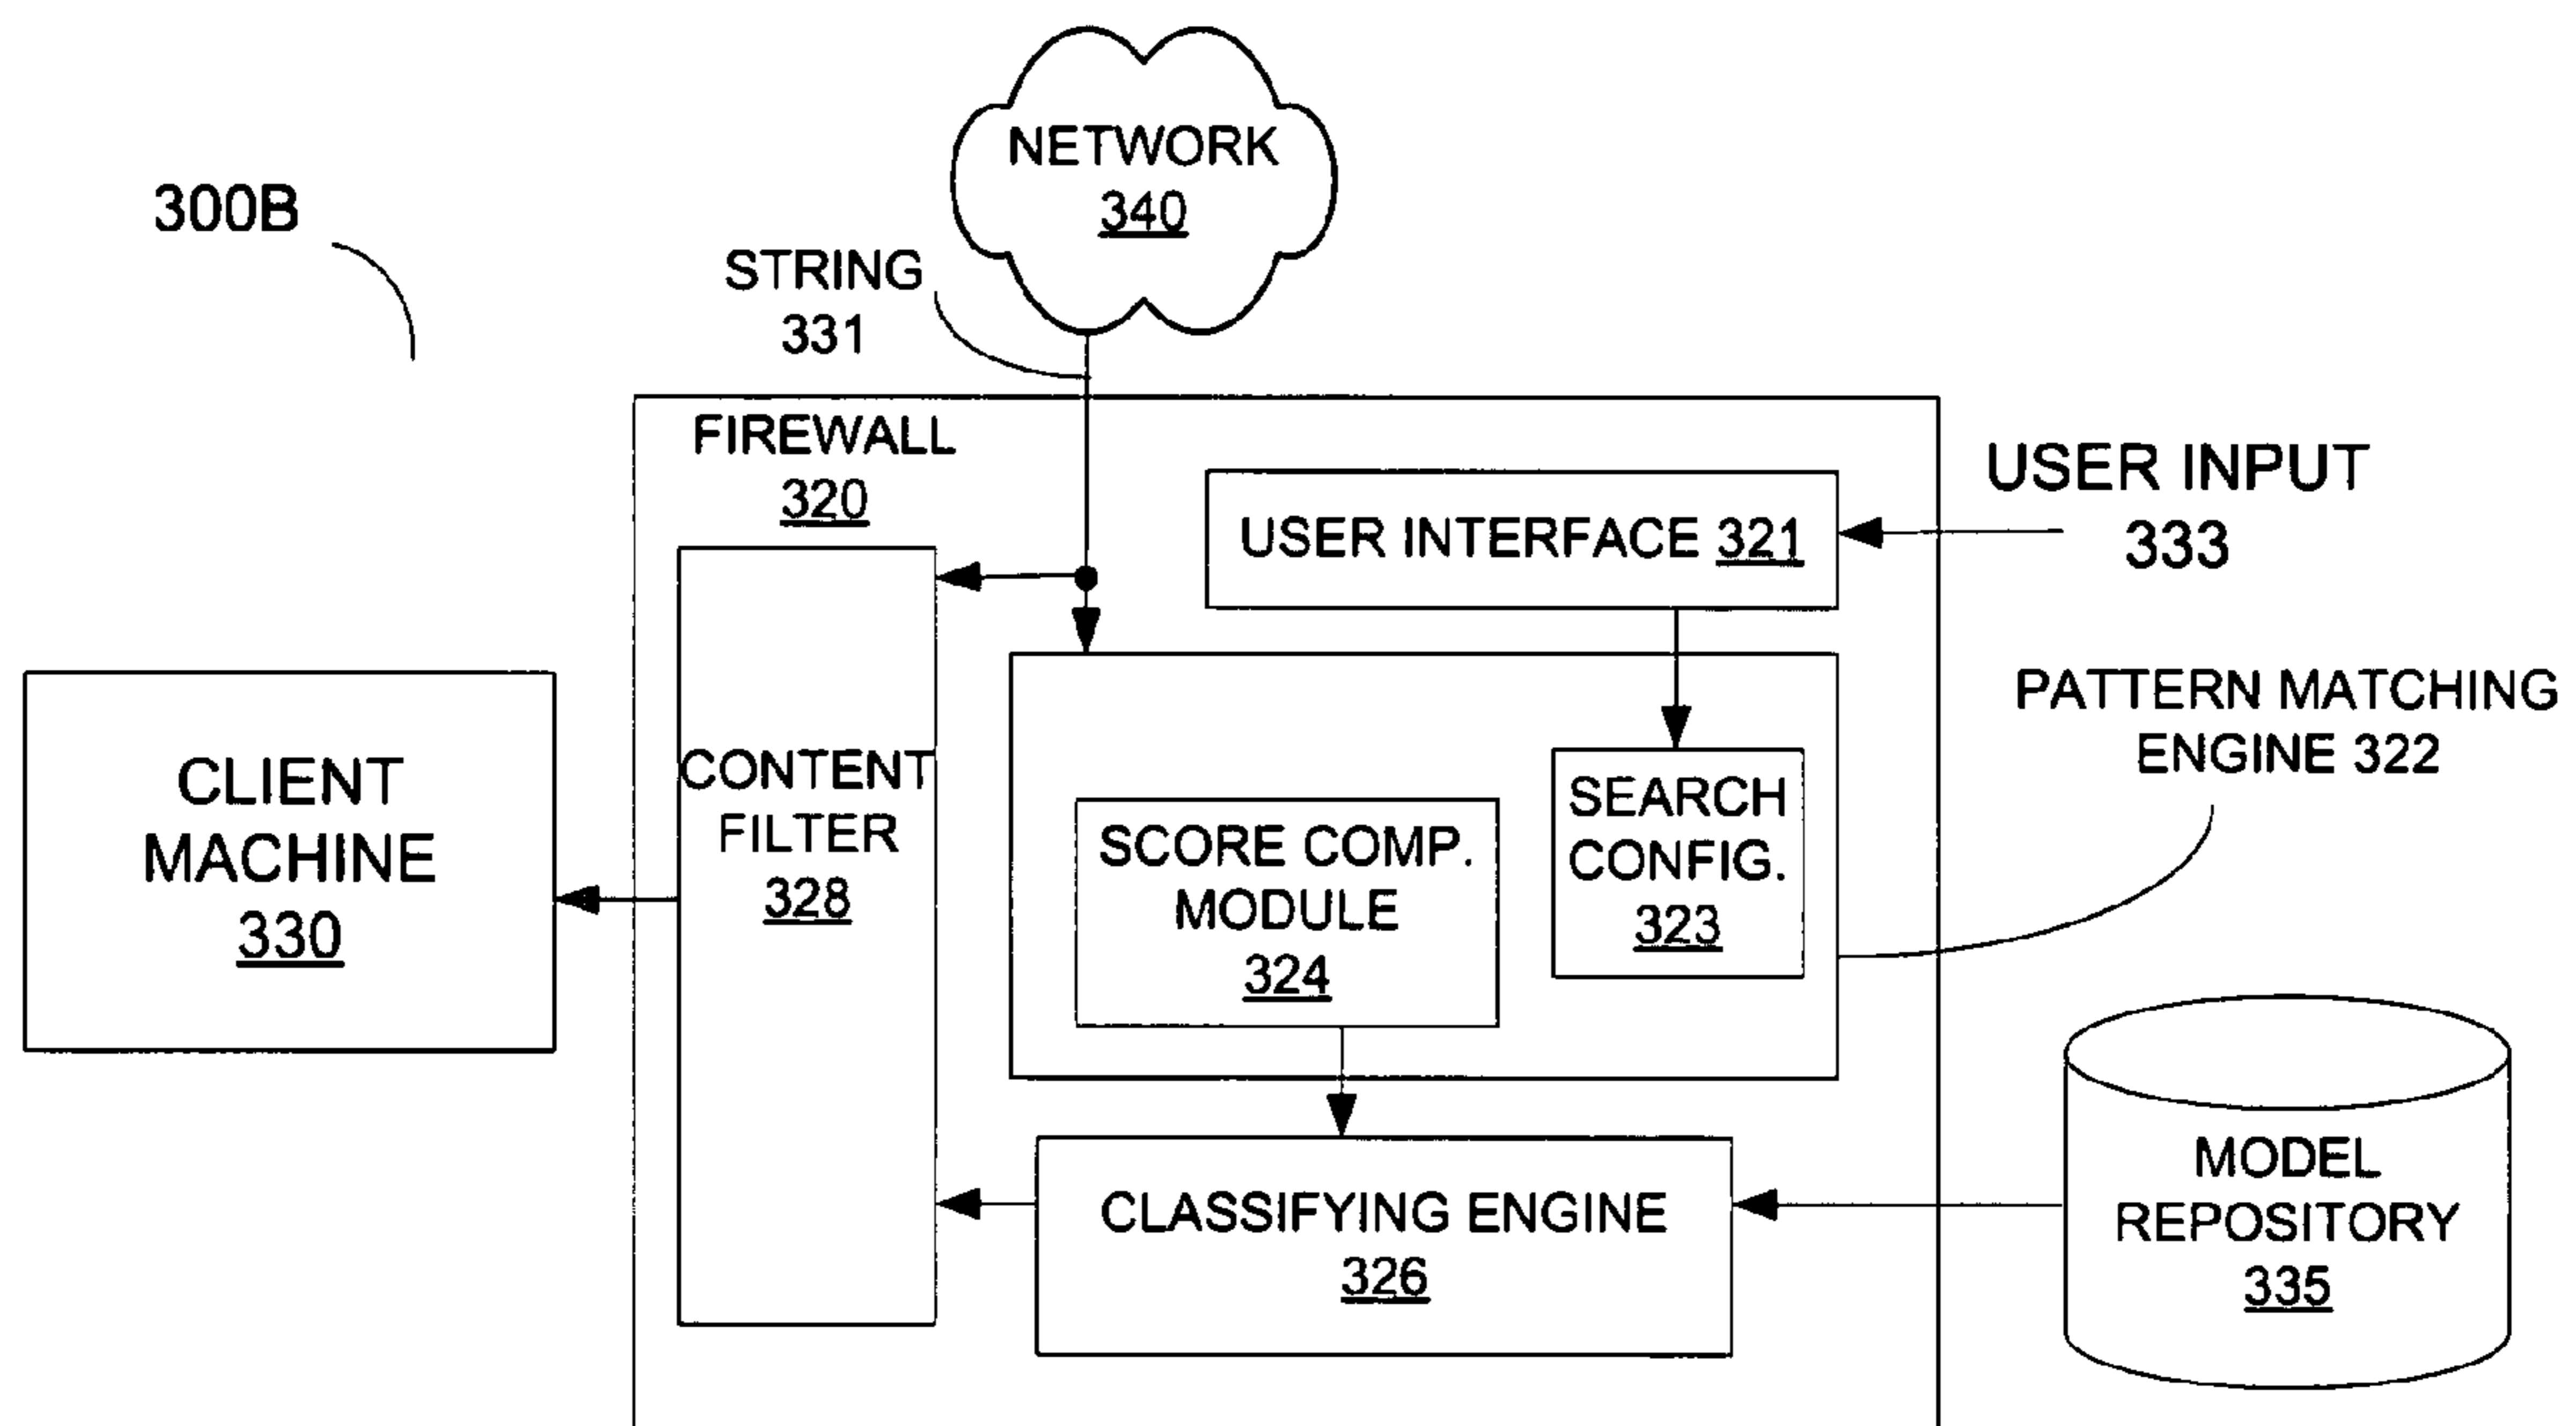 NETWORK
340
300B
STRING
331
FIREWALL
320
USER INTERFACE 321
USER INPUT
333
PATTERN MATCHING
ENGINE 322
CLIENT
MACHINE
330
CONTENT
FILTER
328
SCORE COMP.
MODULE
324
SEARCH
CONFIG.
323
CLASSIFYING ENGINE
326
MODEL
REPOSITORY
335